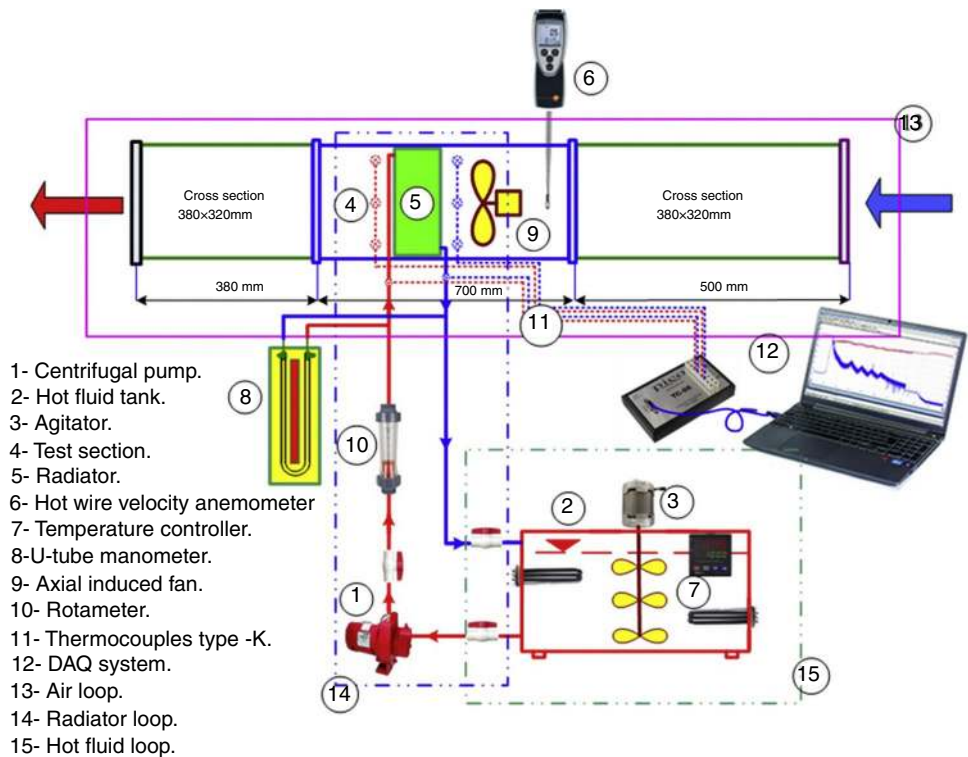 6
13
Cross section
380×320mm
4
5
9
Cross section
380×320mm
380 mm
700 mm
500 mm
11
12
8
10
2
3
7
1
14
15
1- Centrifugal pump.
2- Hot fluid tank.
3- Agitator.
4- Test section.
5- Radiator.
6- Hot wire velocity anemometer
7- Temperature controller.
8-U-tube manometer.
9- Axial induced fan.
10- Rotameter.
11- Thermocouples type -K.
12- DAQ system.
13- Air loop.
14- Radiator loop.
15- Hot fluid loop.